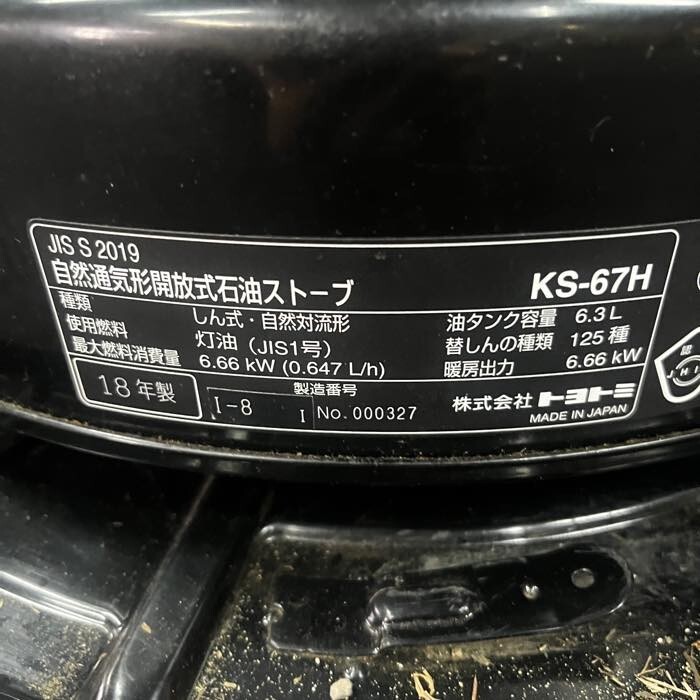 JIS S 2019
自然通気形開放式石油ストーブ KS-67H
種類 しん式・自然対流形 油タンク容量 6.3 L
使用燃料 灯油 (JIS1号) 替しんの種類 125 種
最大燃料消費量 6.66 kW (0.647 L/h) 暖房出力 6.66 kW
18年製 製造番号 I-8 I No. 000327 株式会社 トヨトミ
MADE IN JAPAN
認
JHI